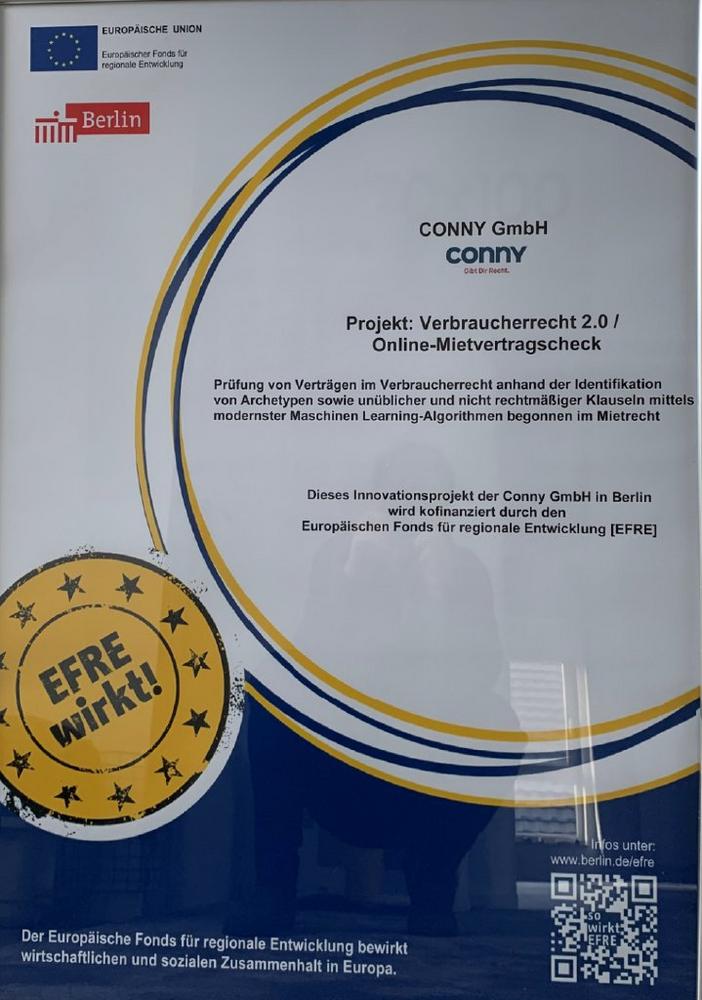 EUROPÄISCHE UNION
Europäischer Fonds für
regionale Entwicklung
Berlin
CONNY GmbH
conny
Gibt Dir Recht.
Projekt: Verbraucherrecht 2.0 /
Online-Mietvertragscheck
Prüfung von Verträgen im Verbraucherrecht anhand der Identifikation
von Archetypen sowie unüblicher und nicht rechtmäßiger Klauseln mittels
modernster Maschinen Learning-Algorithmen begonnen im Mietrecht
Dieses Innovationsprojekt der Conny GmbH in Berlin
wird kofinanziert durch den
Europäischen Fonds für regionale Entwicklung [EFRE]
EFRE
wirkt!
Infos unter:
www.berlin.de/efre
so
wirkt
EFRE
Der Europäische Fonds für regionale Entwicklung bewirkt
wirtschaftlichen und sozialen Zusammenhalt in Europa.